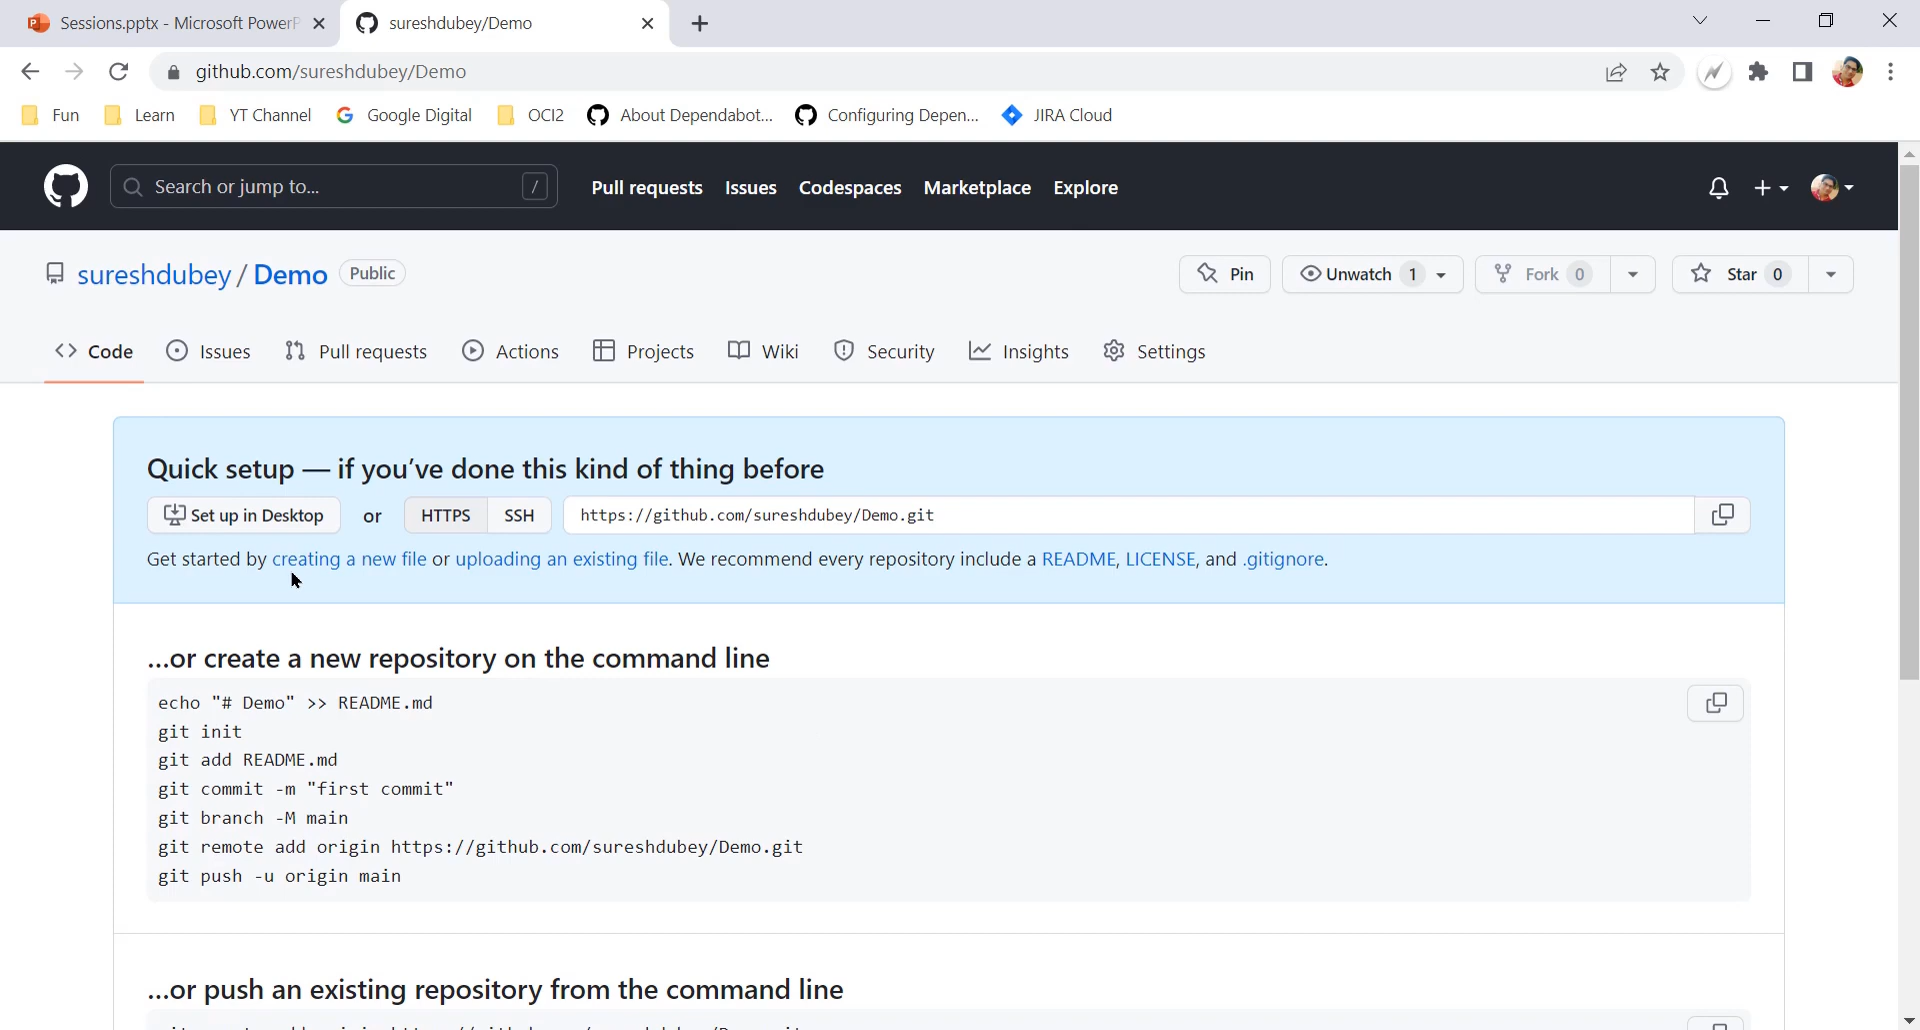 Sessions.pptx - Microsoft PowerP
sureshdubey/Demo
github.com/sureshdubey/Demo
Fun
Learn
YT Channel
Google Digital
OCI2
About Dependabot...
Configuring Depen...
JIRA Cloud
Search or jump to...
/
Pull requests
Issues
Codespaces
Marketplace
Explore
sureshdubey / Demo
Public
Pin
Unwatch 1
Fork 0
Star 0
Code
Issues
Pull requests
Actions
Projects
Wiki
Security
Insights
Settings
Quick setup — if you’ve done this kind of thing before
Set up in Desktop
or
HTTPS
SSH
https://github.com/sureshdubey/Demo.git
Get started by creating a new file or uploading an existing file. We recommend every repository include a README, LICENSE, and .gitignore.
…or create a new repository on the command line
echo "# Demo" >> README.md
git init
git add README.md
git commit -m "first commit"
git branch -M main
git remote add origin https://github.com/sureshdubey/Demo.git
git push -u origin main
…or push an existing repository from the command line